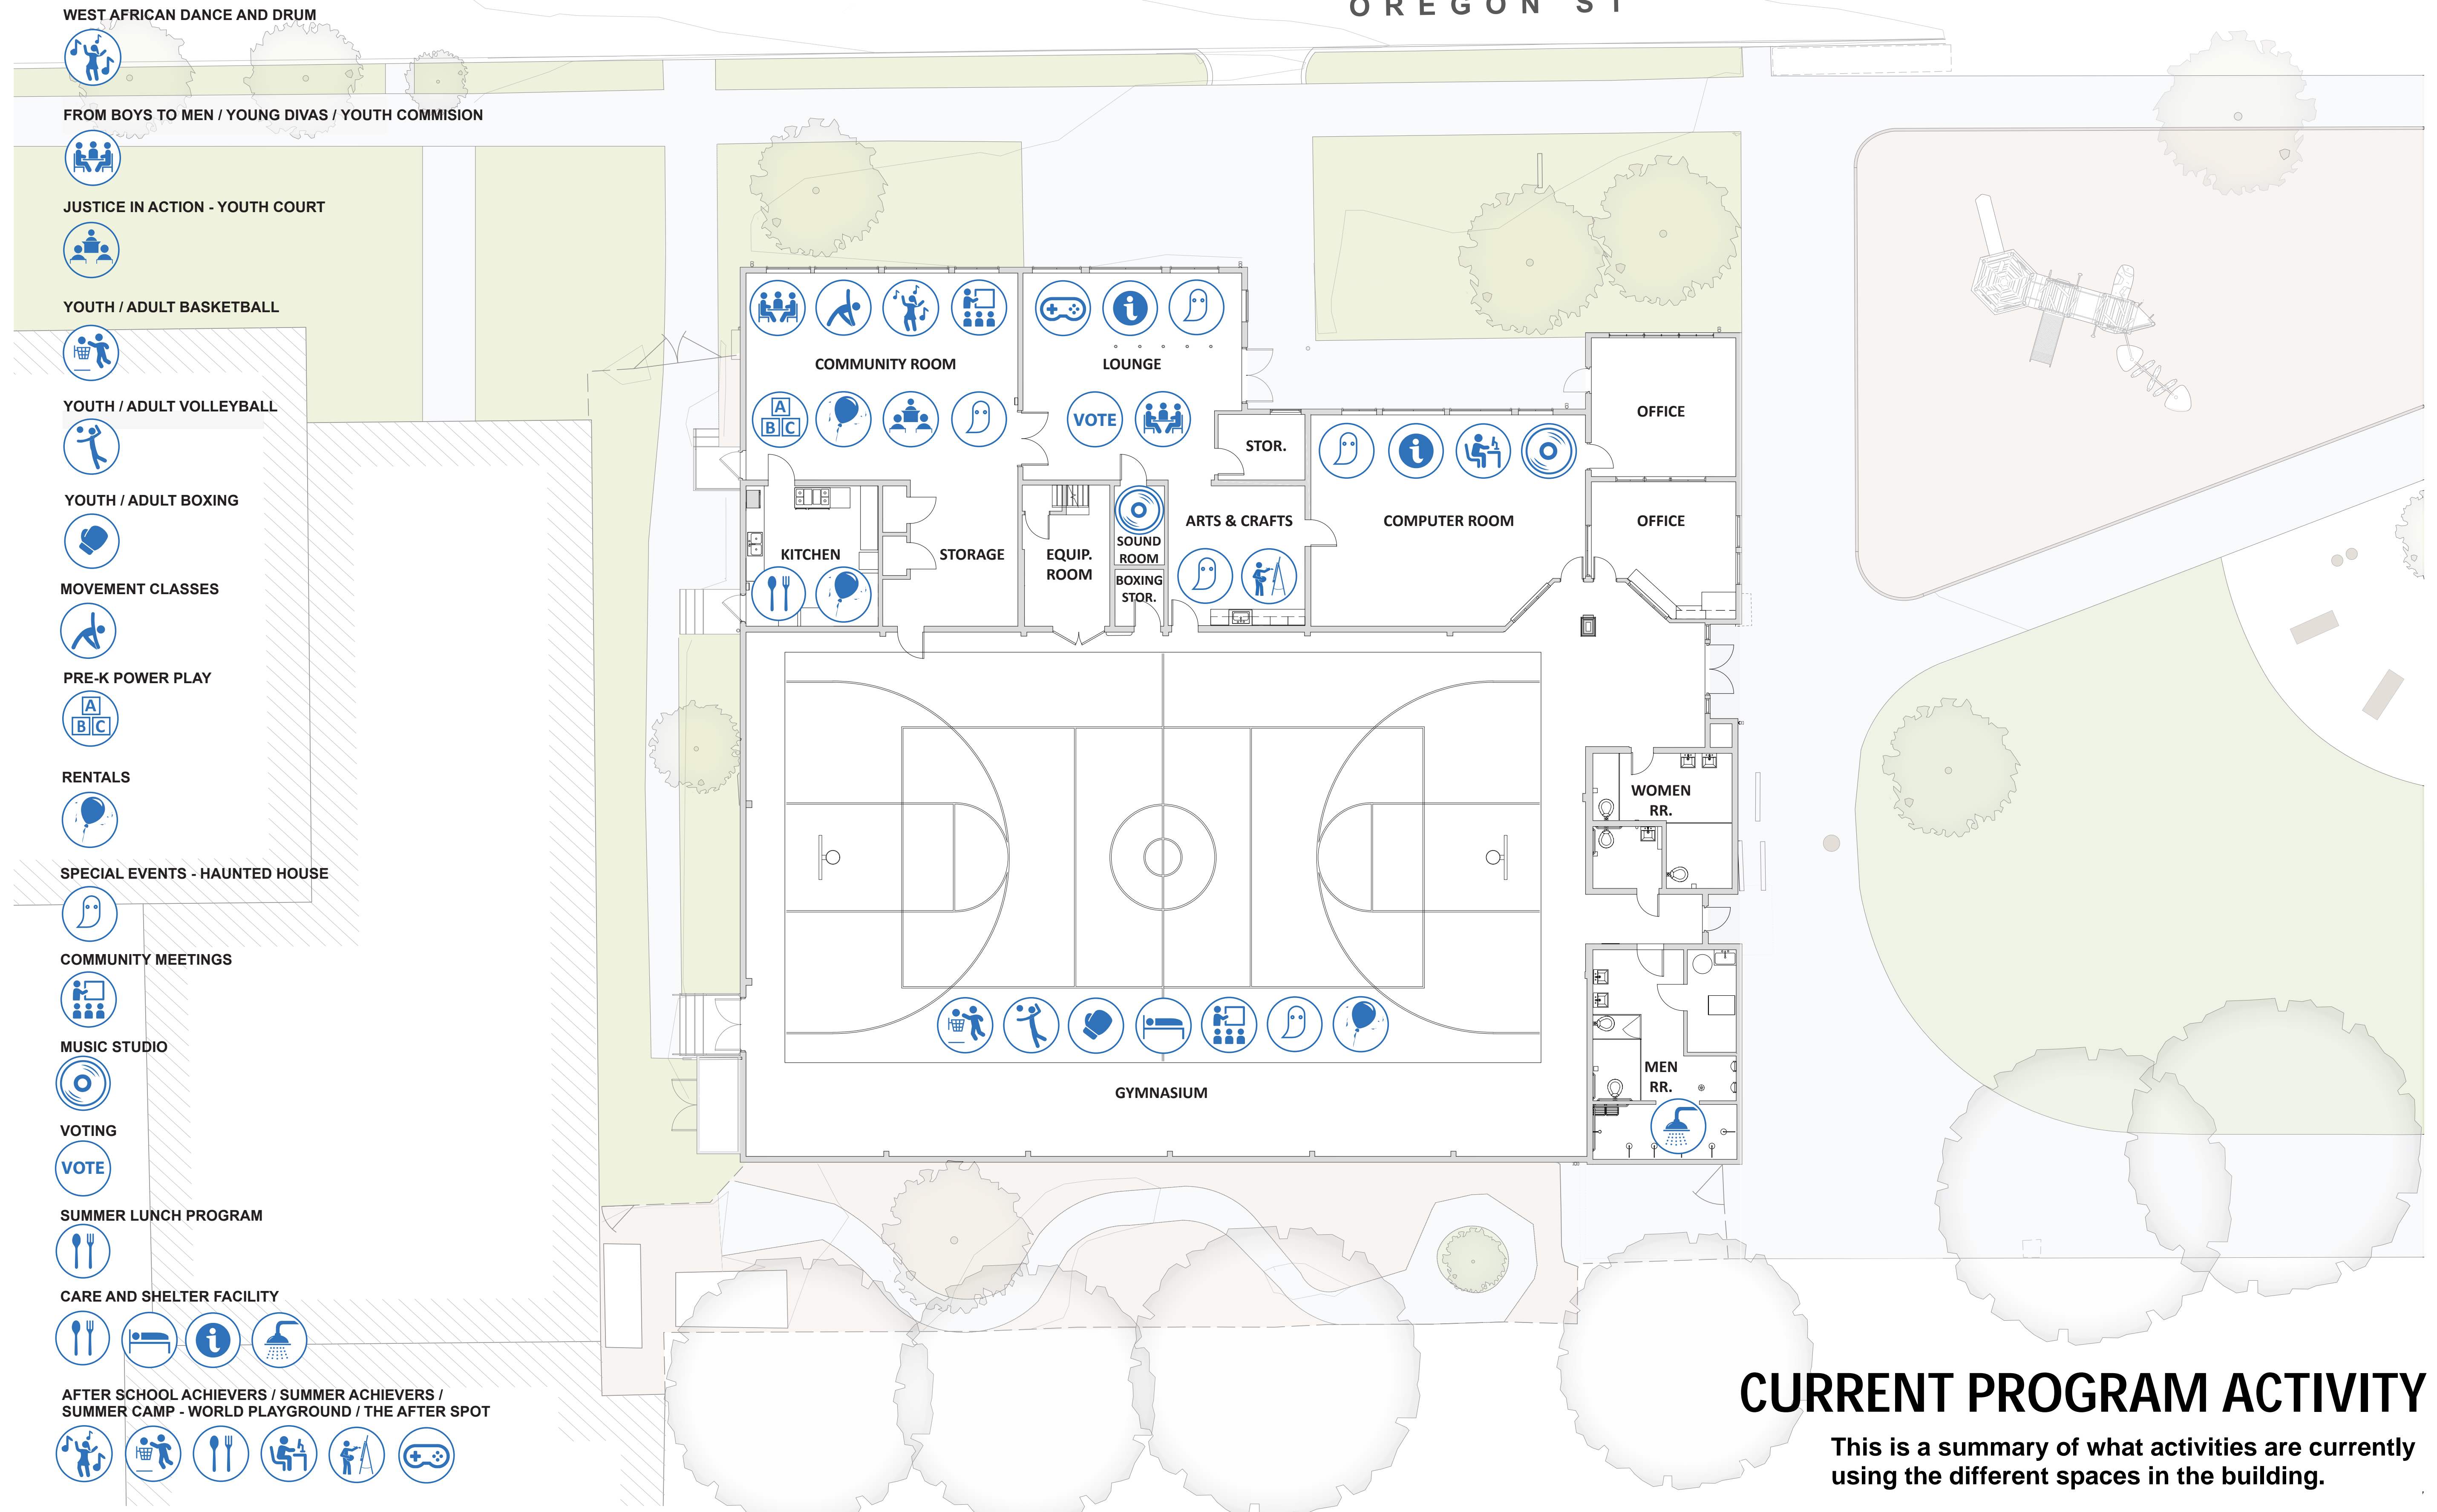 OREGON ST
WEST AFRICAN DANCE AND DRUM
FROM BOYS TO MEN / YOUNG DIVAS / YOUTH COMMISION
JUSTICE IN ACTION - YOUTH COURT
YOUTH / ADULT BASKETBALL
YOUTH / ADULT VOLLEYBALL
YOUTH / ADULT BOXING
MOVEMENT CLASSES
PRE-K POWER PLAY
A
B C
RENTALS
SPECIAL EVENTS - HAUNTED HOUSE
COMMUNITY MEETINGS
MUSIC STUDIO
VOTING
VOTE
SUMMER LUNCH PROGRAM
CARE AND SHELTER FACILITY
i
AFTER SCHOOL ACHIEVERS / SUMMER ACHIEVERS /
SUMMER CAMP - WORLD PLAYGROUND / THE AFTER SPOT
i
COMMUNITY ROOM
LOUNGE
A
B C
VOTE
OFFICE
STOR.
i
ARTS & CRAFTS
COMPUTER ROOM
OFFICE
KITCHEN
STORAGE
EQUIP.
ROOM
SOUND
ROOM
BOXING
STOR.
WOMEN
RR.
GYMNASIUM
MEN
RR.
CURRENT PROGRAM ACTIVITY
This is a summary of what activities are currently
using the different spaces in the building.